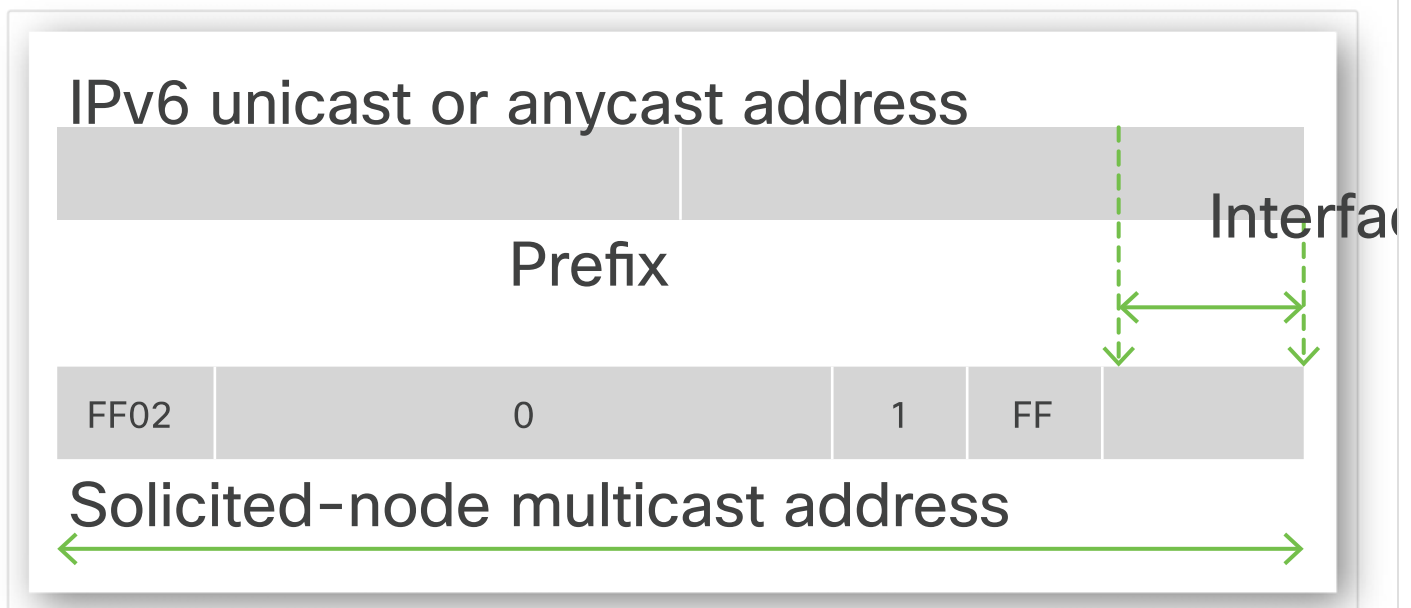 IPv6 unicast or anycast address
Prefix
FF02
0
1
FF
Solicited-node multicast address